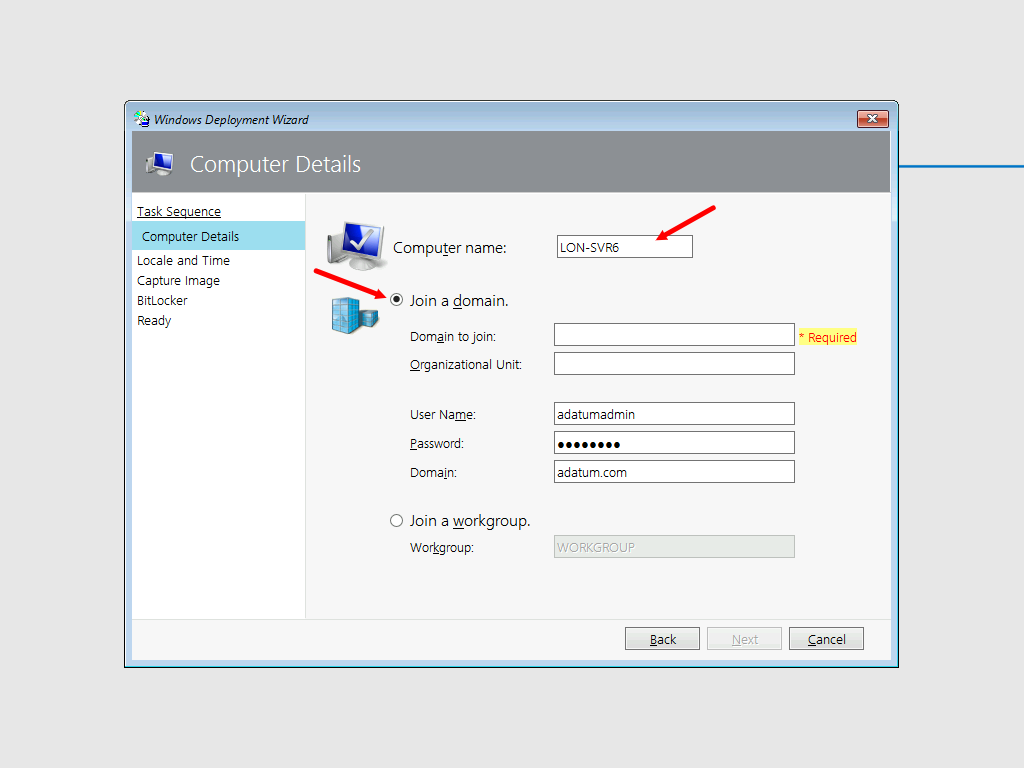 Windows Deployment Wizard
Computer Details
Task Sequence
Computer Details
Locale and Time
Capture Image
BitLocker
Ready
Computer name: LON-SVR6
Join a domain.
Domain to join: * Required
Organizational Unit:
User Name: adatumadmin
Password: ●●●●●●●●
Domain: adatum.com
Join a workgroup.
Workgroup: WORKGROUP
Back Next Cancel